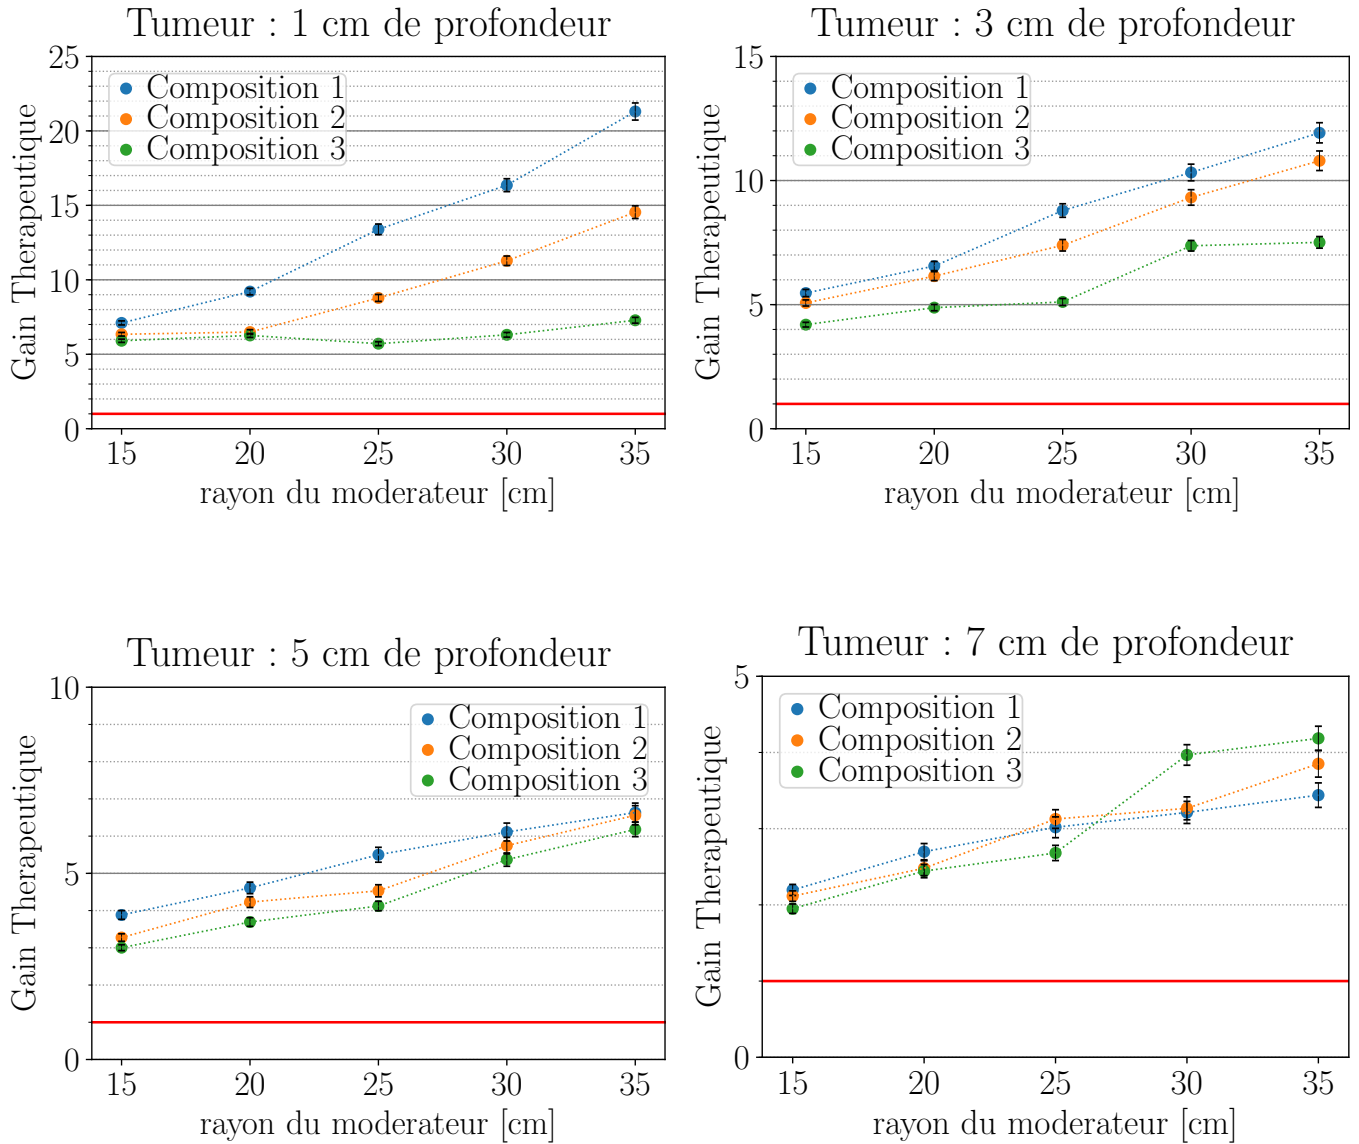 Tumeur : 1 cm de profondeur
25
20
15
10
5
0
Gain Therapeutique
Composition 1
Composition 2
Composition 3
15 20 25 30 35
rayon du moderateur [cm]
Tumeur : 3 cm de profondeur
15
10
5
0
Gain Therapeutique
Composition 1
Composition 2
Composition 3
15 20 25 30 35
rayon du moderateur [cm]
Tumeur : 5 cm de profondeur
10
5
0
Gain Therapeutique
Composition 1
Composition 2
Composition 3
15 20 25 30 35
rayon du moderateur [cm]
Tumeur : 7 cm de profondeur
5
0
Gain Therapeutique
Composition 1
Composition 2
Composition 3
15 20 25 30 35
rayon du moderateur [cm]